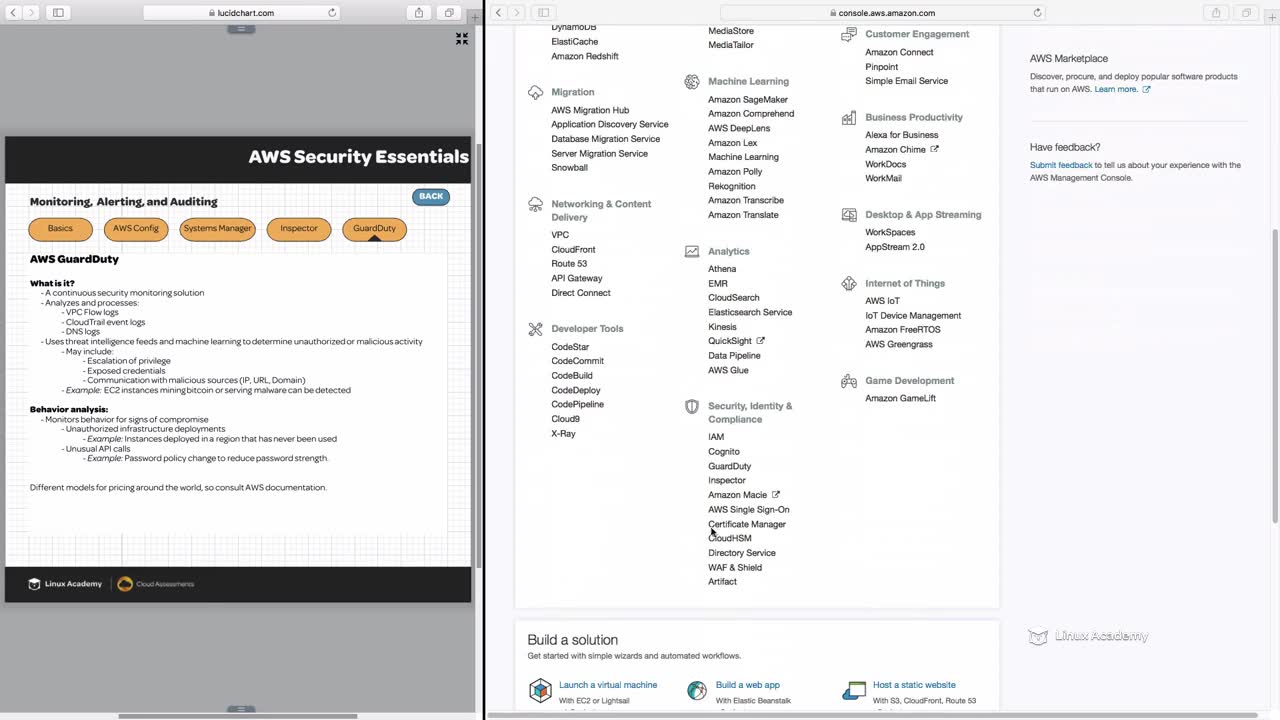 lucidchart.com
AWS Security Essentials
Monitoring, Alerting, and Auditing
BACK
Basics
AWS Config
Systems Manager
Inspector
GuardDuty
AWS GuardDuty
What is it?
- A continuous security monitoring solution
- Analyzes and processes:
- VPC Flow logs
- CloudTrail event logs
- DNS logs
- Uses threat intelligence feeds and machine learning to determine unauthorized or malicious activity
- May include:
- Escalation of privilege
- Exposed credentials
- Communication with malicious sources (IP, URL, Domain)
- Example: EC2 instances mining bitcoin or serving malware can be detected
Behavior analysis:
- Monitors behavior for signs of compromise
- Unauthorized infrastructure deployments
- Example: Instances deployed in a region that has never been used
- Unusual API calls
- Example: Password policy change to reduce password strength.
Different models for pricing around the world, so consult AWS documentation.
Linux Academy
Cloud Assessments
console.aws.amazon.com
DynamoDB
ElastiCache
Amazon Redshift
Migration
AWS Migration Hub
Application Discovery Service
Database Migration Service
Server Migration Service
Snowball
Networking & Content
Delivery
VPC
CloudFront
Route 53
API Gateway
Direct Connect
Developer Tools
CodeStar
CodeCommit
CodeBuild
CodeDeploy
CodePipeline
Cloud9
X-Ray
MediaStore
MediaTailor
Machine Learning
Amazon SageMaker
Amazon Comprehend
AWS DeepLens
Amazon Lex
Machine Learning
Amazon Polly
Rekognition
Amazon Transcribe
Amazon Translate
Analytics
Athena
EMR
CloudSearch
Elasticsearch Service
Kinesis
QuickSight
Data Pipeline
AWS Glue
Security, Identity &
Compliance
IAM
Cognito
GuardDuty
Inspector
Amazon Macie
AWS Single Sign-On
Certificate Manager
CloudHSM
Directory Service
WAF & Shield
Artifact
Customer Engagement
Amazon Connect
Pinpoint
Simple Email Service
Business Productivity
Alexa for Business
Amazon Chime
WorkDocs
WorkMail
Desktop & App Streaming
WorkSpaces
AppStream 2.0
Internet of Things
AWS IoT
IoT Device Management
Amazon FreeRTOS
AWS Greengrass
Game Development
Amazon GameLift
AWS Marketplace
Discover, procure, and deploy popular software products
that run on AWS. Learn more.
Have feedback?
Submit feedback to tell us about your experience with the
AWS Management Console.
Build a solution
Get started with simple wizards and automated workflows.
Launch a virtual machine
With EC2 or Lightsail
Build a web app
With Elastic Beanstalk
Host a static website
With S3, CloudFront, Route 53
Linux Academy